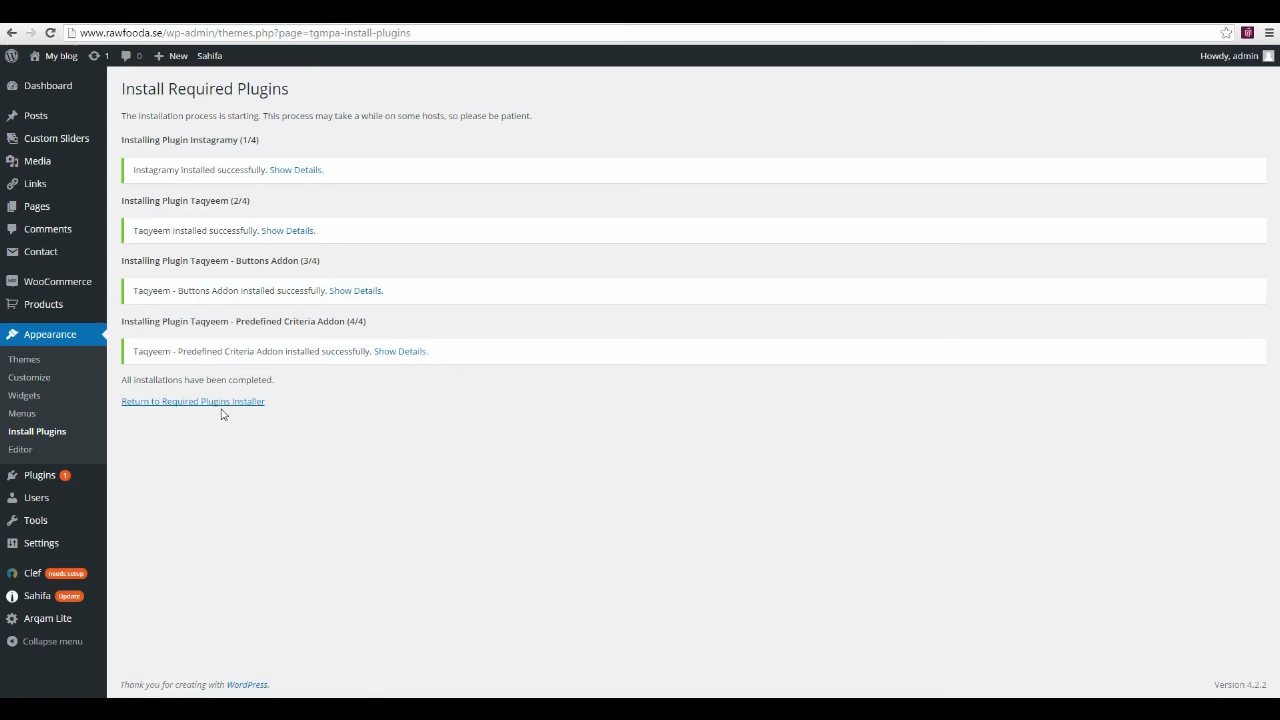 www.rawfooda.se/wp-admin/themes.php?page=tgmpa-install-plugins
My blog 1 0 New Sahifa Howdy, admin
Dashboard
Posts
Custom Sliders
Media
Links
Pages
Comments
Contact
WooCommerce
Products
Appearance
Themes
Customize
Widgets
Menus
Install Plugins
Editor
Plugins 1
Users
Tools
Settings
Clef needs setup
Sahifa Update
Arqam Lite
Collapse menu
Install Required Plugins
The installation process is starting. This process may take a while on some hosts, so please be patient.
Installing Plugin Instagramy (1/4)
Instagramy installed successfully. Show Details.
Installing Plugin Taqyeem (2/4)
Taqyeem installed successfully. Show Details.
Installing Plugin Taqyeem - Buttons Addon (3/4)
Taqyeem - Buttons Addon installed successfully. Show Details.
Installing Plugin Taqyeem - Predefined Criteria Addon (4/4)
Taqyeem - Predefined Criteria Addon installed successfully. Show Details.
All installations have been completed.
Return to Required Plugins Installer
Thank you for creating with WordPress. Version 4.2.2